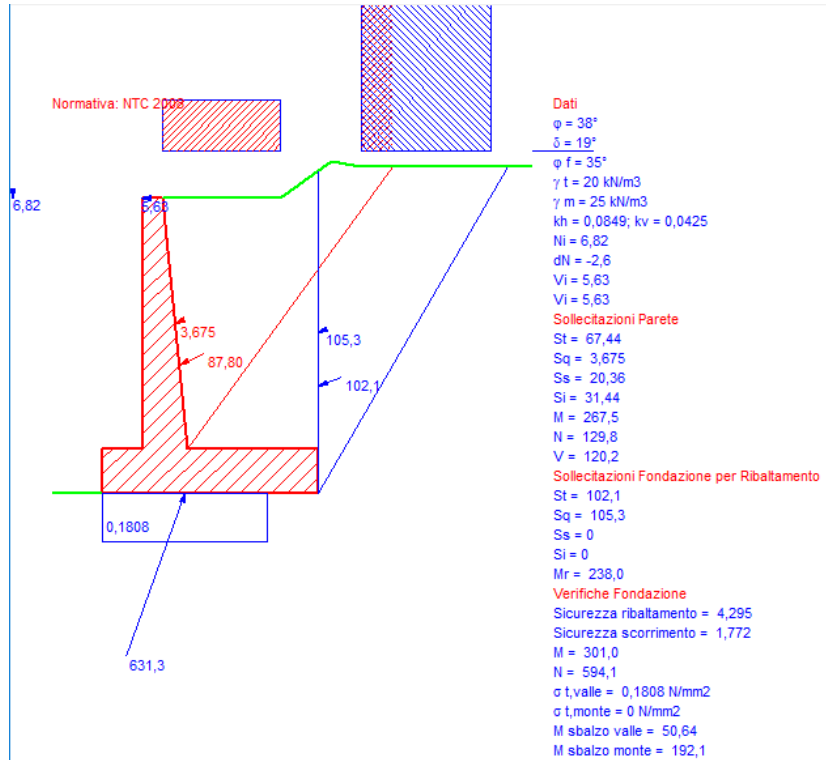 Normativa: NTC 2008
6,82
5,63
3,675
87,80
105,3
102,1
0,1808
631,3
Dati
φ = 38°
δ = 19°
φ f = 35°
γ t = 20 kN/m3
γ m = 25 kN/m3
kh = 0,0849; kv = 0,0425
Ni = 6,82
dN = -2,6
Vi = 5,63
Vi = 5,63
Sollecitazioni Parete
St = 67,44
Sq = 3,675
Ss = 20,36
Si = 31,44
M = 267,5
N = 129,8
V = 120,2
Sollecitazioni Fondazione per Ribaltamento
St = 102,1
Sq = 105,3
Ss = 0
Si = 0
Mr = 238,0
Verifiche Fondazione
Sicurezza ribaltamento = 4,295
Sicurezza scorrimento = 1,772
M = 301,0
N = 594,1
σ t,valle = 0,1808 N/mm2
σ t,monte = 0 N/mm2
M sbalzo valle = 50,64
M sbalzo monte = 192,1